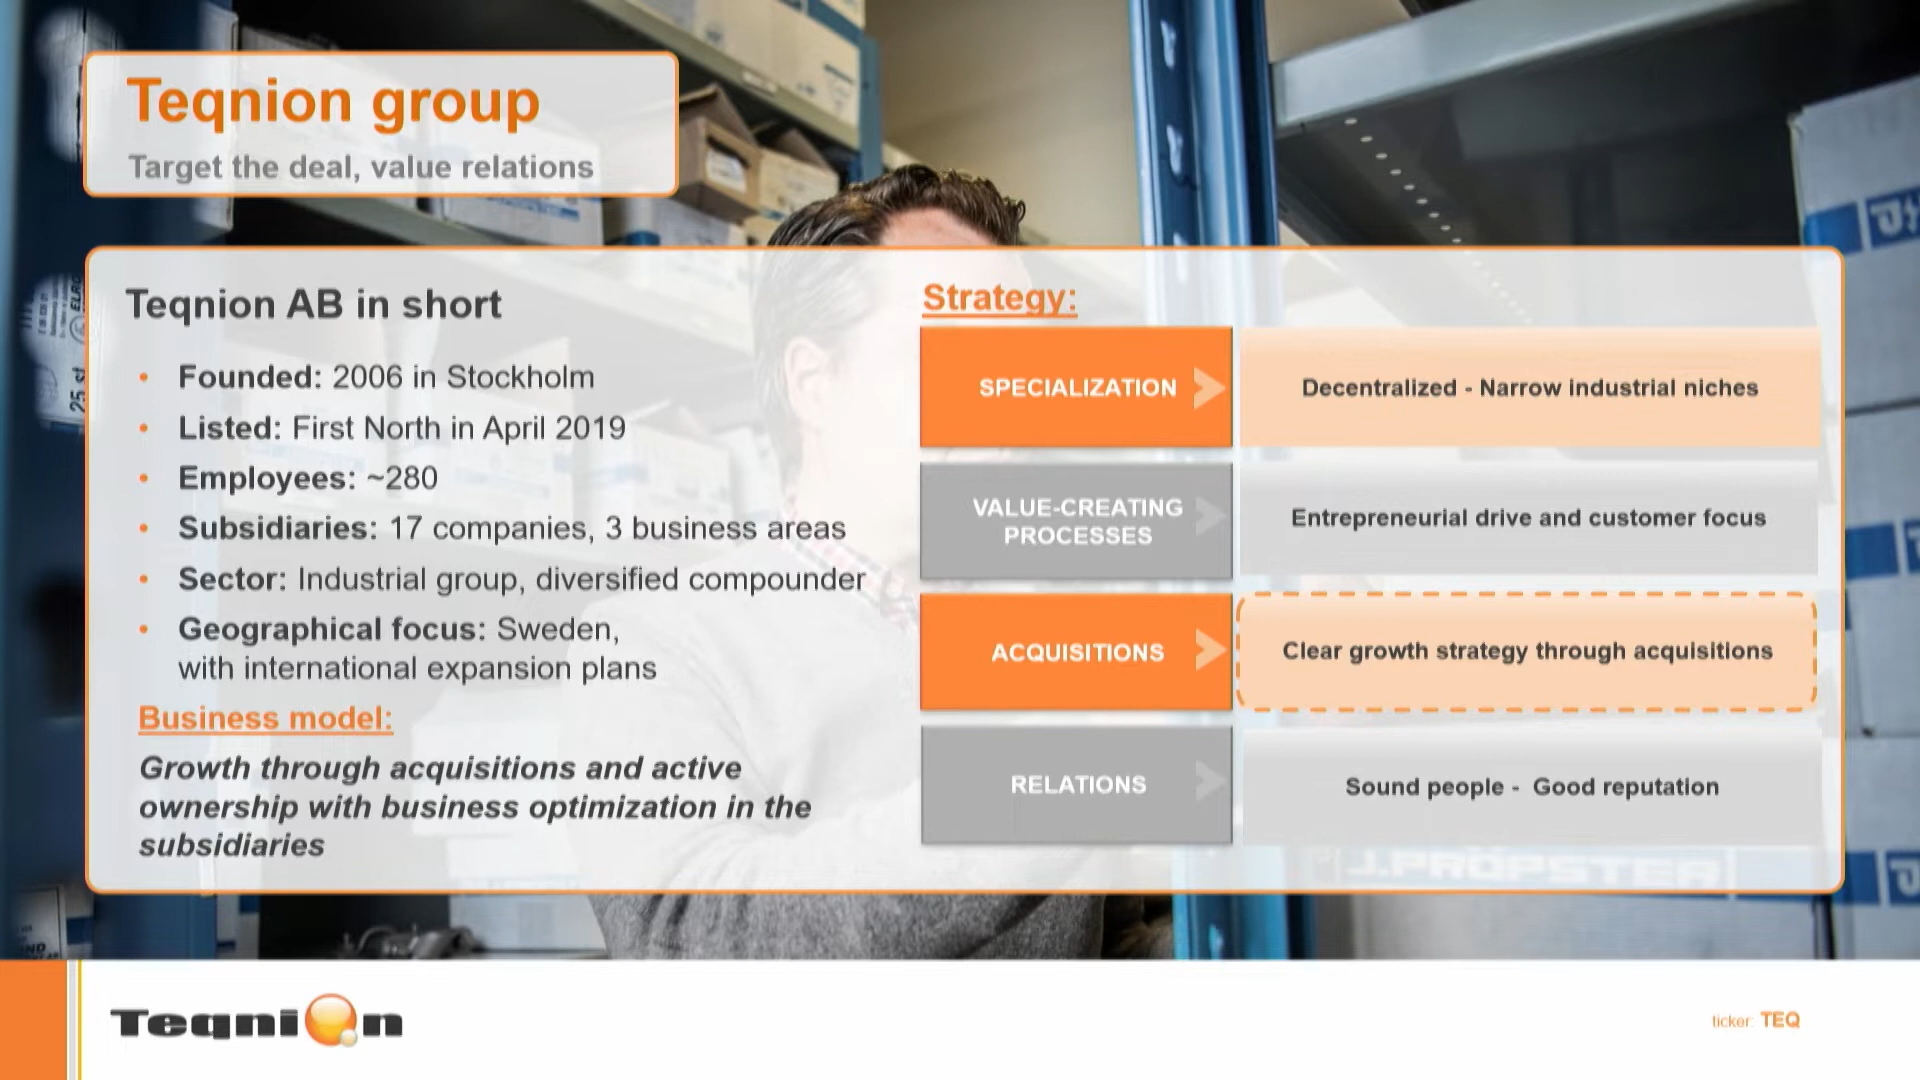 Teqnion group
Target the deal, value relations
Teqnion AB in short
• Founded: 2006 in Stockholm
• Listed: First North in April 2019
• Employees: ~280
• Subsidiaries: 17 companies, 3 business areas
• Sector: Industrial group, diversified compounder
• Geographical focus: Sweden,
with international expansion plans
Business model:
Growth through acquisitions and active
ownership with business optimization in the
subsidiaries
Strategy:
SPECIALIZATION
Decentralized - Narrow industrial niches
VALUE-CREATING
PROCESSES
Entrepreneurial drive and customer focus
ACQUISITIONS
Clear growth strategy through acquisitions
RELATIONS
Sound people - Good reputation
J.PROPSTER
25 st
Teqnion
ticker: TEQ